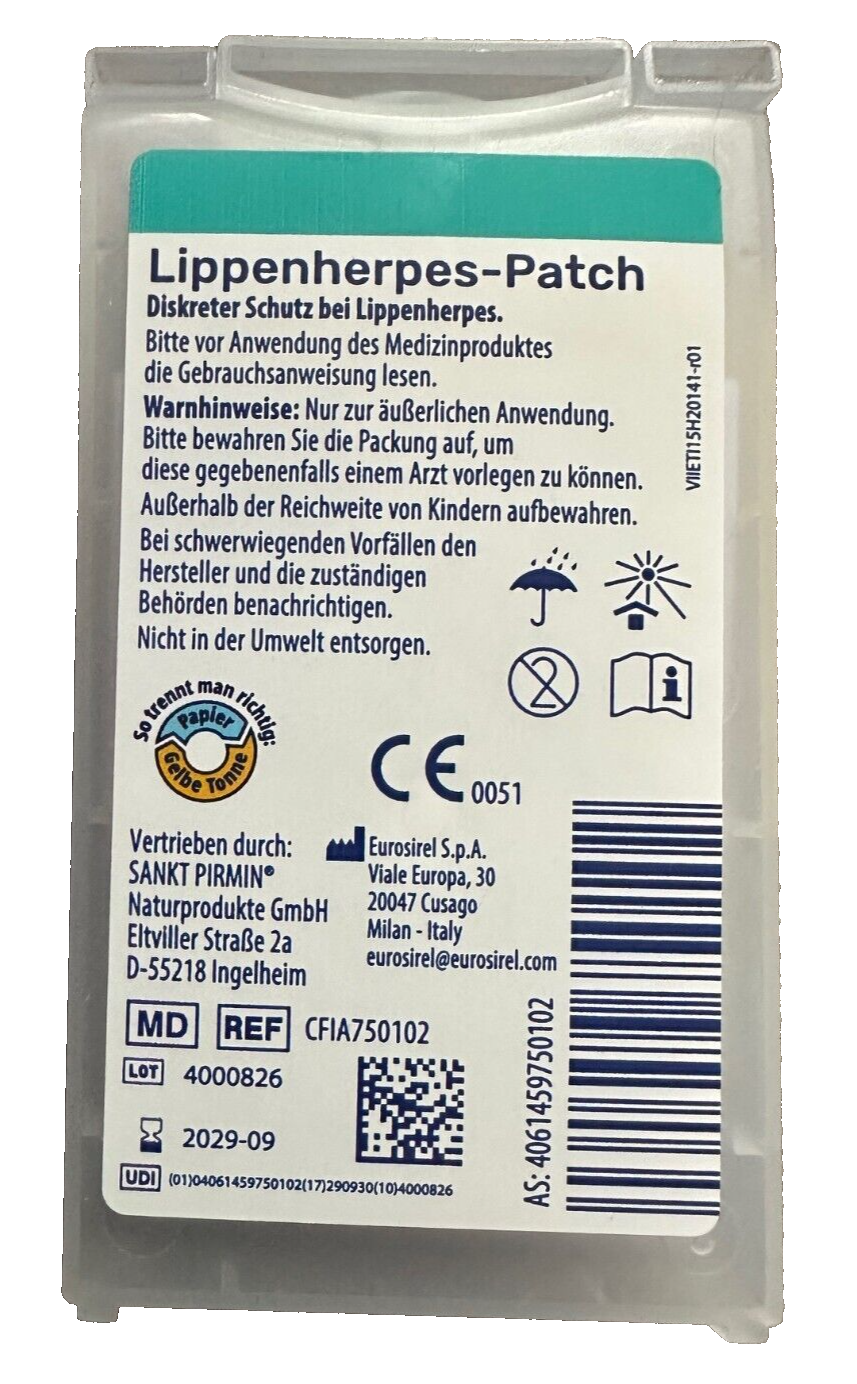 Lippenherpes-Patch
Diskreter Schutz bei Lippenherpes.
Bitte vor Anwendung des Medizinproduktes
die Gebrauchsanweisung lesen.
Warnhinweise: Nur zur äußerlichen Anwendung.
Bitte bewahren Sie die Packung auf, um
diese gegebenenfalls einem Arzt vorlegen zu können.
Außerhalb der Reichweite von Kindern aufbewahren.
Bei schwerwiegenden Vorfällen den
Hersteller und die zuständigen
Behörden benachrichtigen.
Nicht in der Umwelt entsorgen.
VIIETI15H20141-r01
2
i
So trennt man richtig:
Papier
Gelbe Tonne
CE 0051
Vertrieben durch:
SANKT PIRMIN®
Naturprodukte GmbH
Eltviller Straße 2a
D-55218 Ingelheim
Eurosirel S.p.A.
Viale Europa, 30
20047 Cusago
Milan - Italy
eurosirel@eurosirel.com
MD REF CFIA750102
LOT 4000826
2029-09
UDI (01)04061459750102(17)290930(10)4000826
AS: 4061459750102